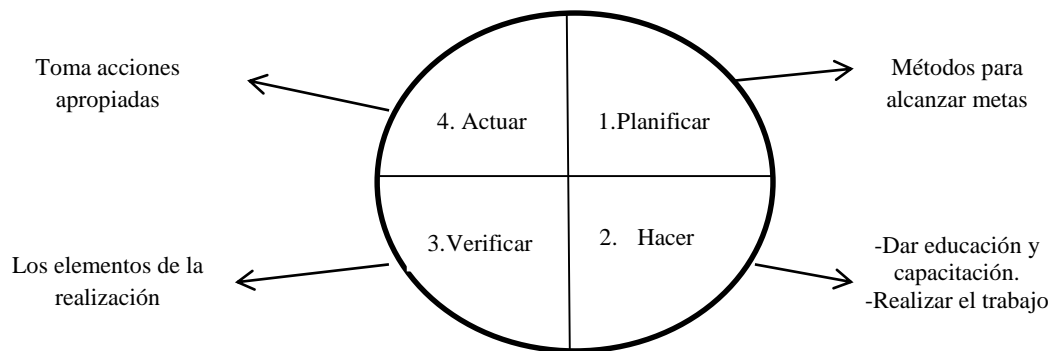 Toma acciones
apropiadas
Métodos para
alcanzar metas
4. Actuar
1.Planificar
3.Verificar
2. Hacer
Los elementos de la
realización
-Dar educación y
capacitación.
-Realizar el trabajo